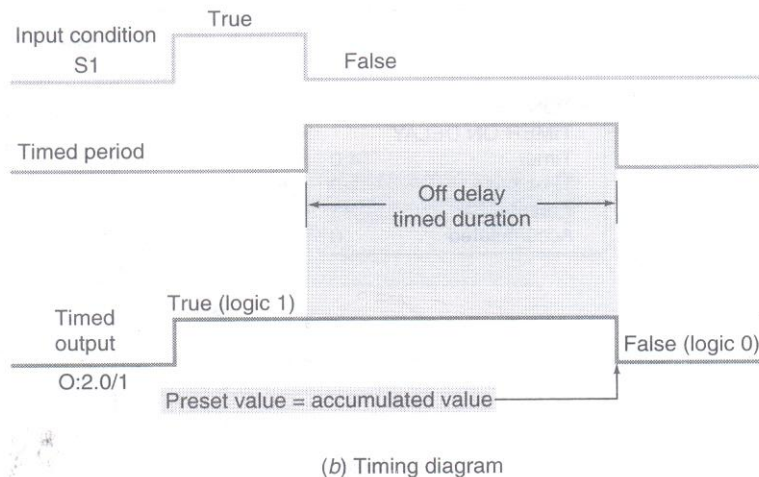 True
Input condition
S1
False
Timed period
Off delay
timed duration
True (logic 1)
Timed
output
False (logic 0)
O:2.0/1
Preset value = accumulated value
(b) Timing diagram